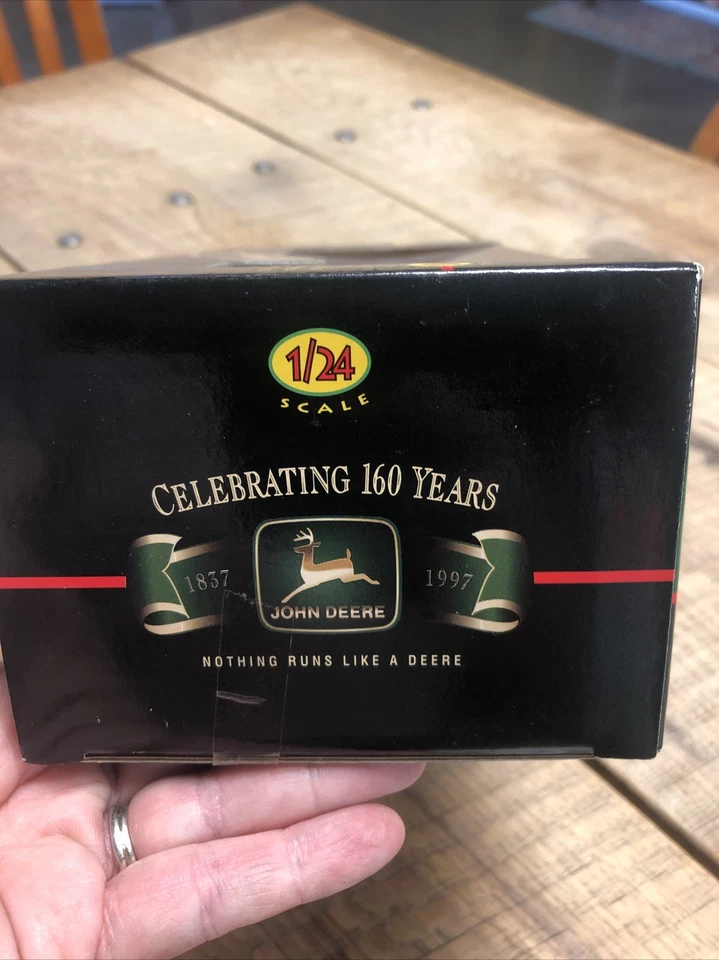 1/24
SCALE
CELEBRATING 160 YEARS
1837 1997
JOHN DEERE
NOTHING RUNS LIKE A DEERE